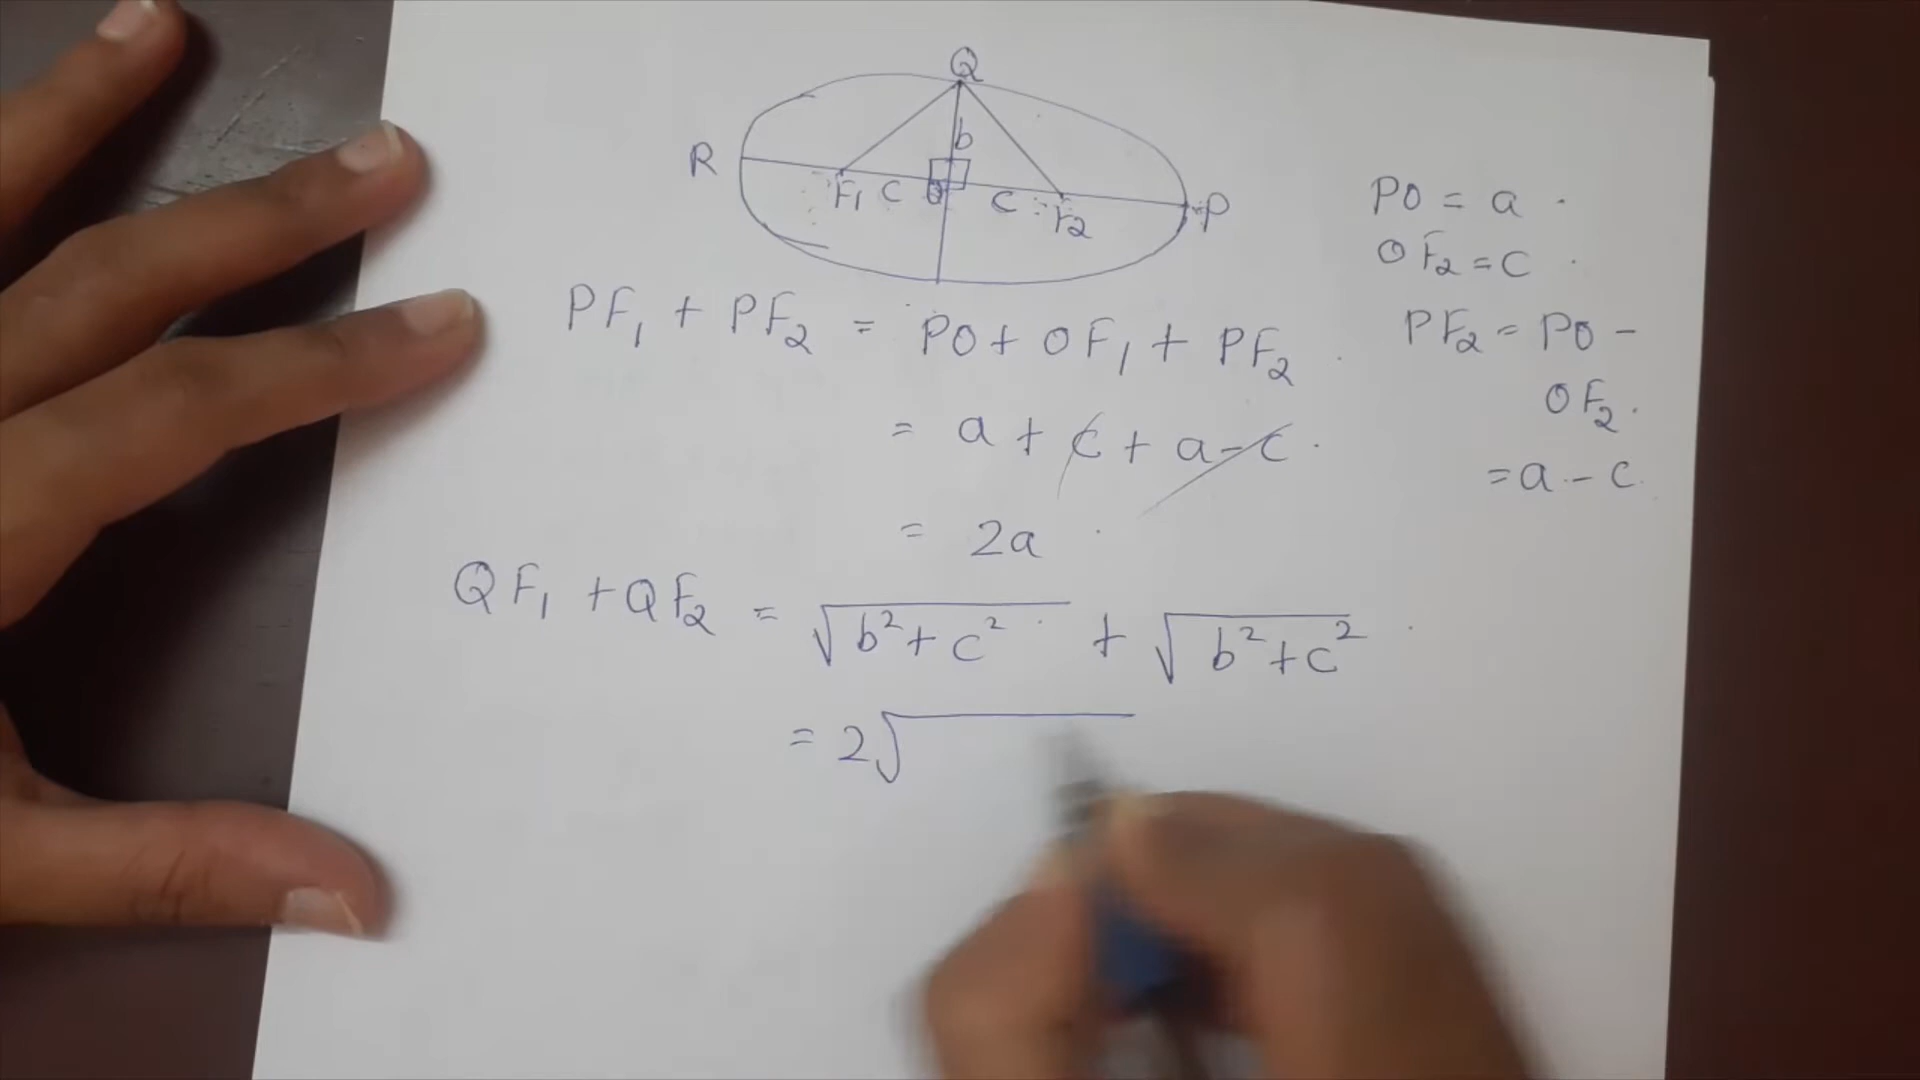 Q
b
R
F₁ C O C F₂ P
PO = a
OF₂ = C
PF₁ + PF₂ = PO + OF₁ + PF₂
PF₂ = PO -
OF₂.
= a - c
= a + c + a - c
= 2a
QF₁ + QF₂ = √b² + c² + √b² + c²
= 2√